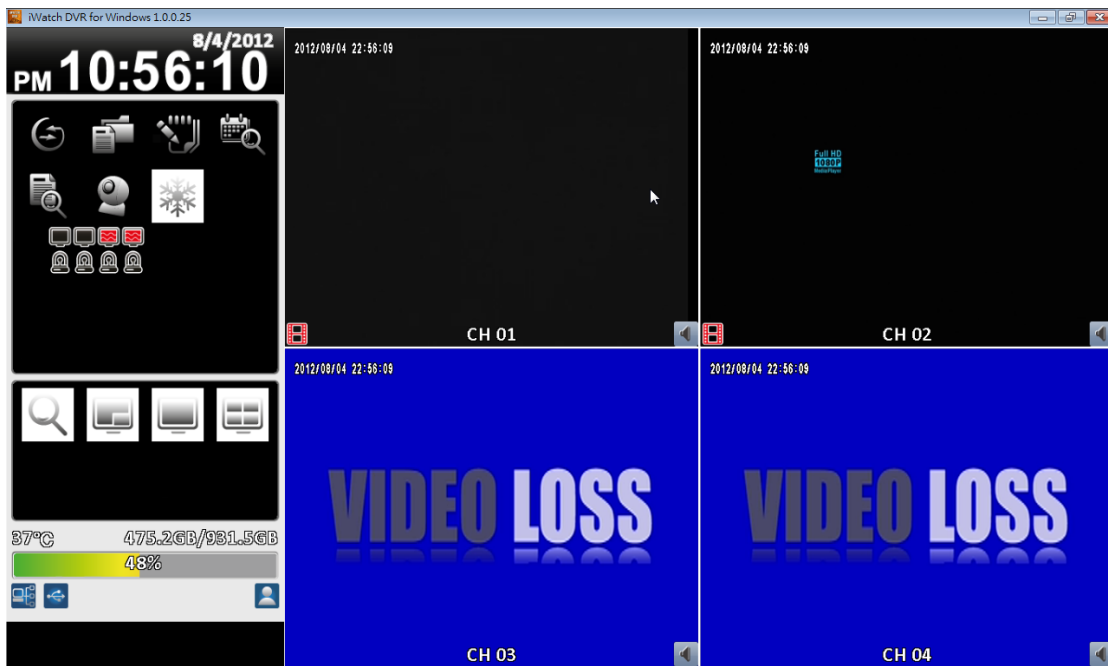 iWatch DVR for Windows 1.0.0.25
8/4/2012
PM 10:56:10
37°C 475.2GB/931.5GB
48%
2012/08/04 22:56:09
CH 01
2012/08/04 22:56:09
Full HD
1080P
MediaPlayer
CH 02
2012/08/04 22:56:09
VIDEO LOSS
CH 03
2012/08/04 22:56:09
VIDEO LOSS
CH 04